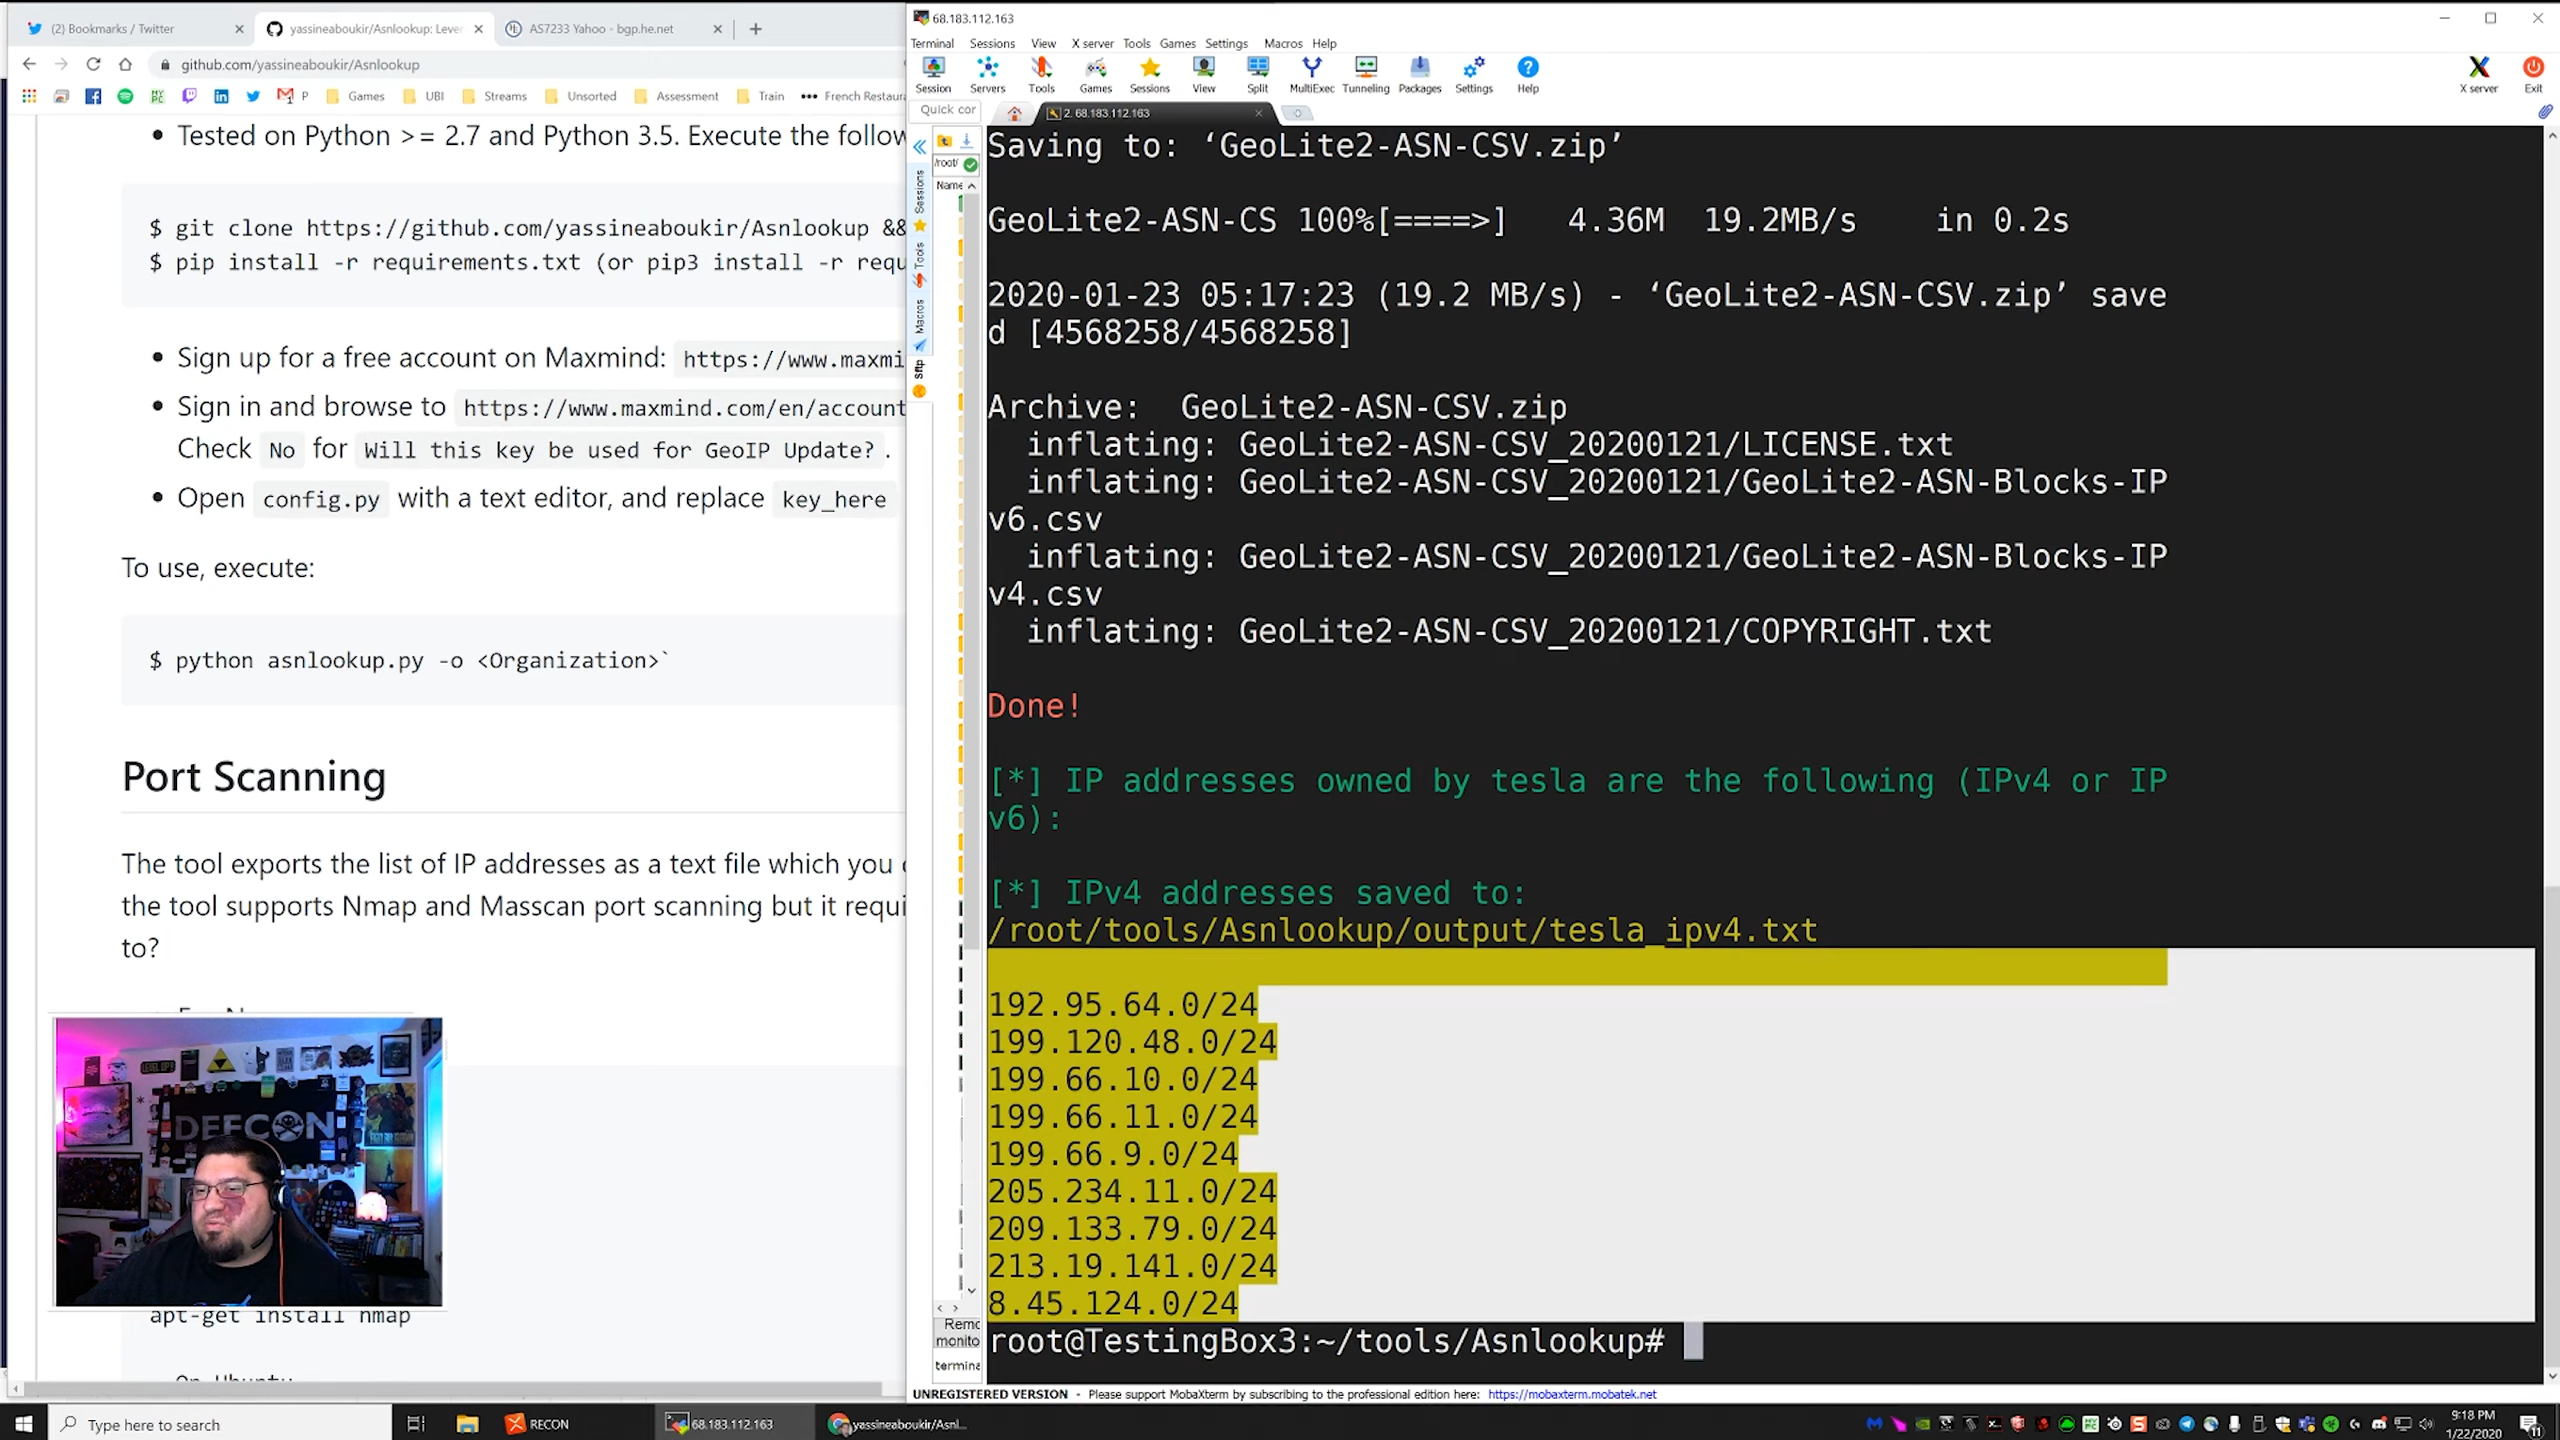 (2) Bookmarks / Twitter
yassineaboukir/Asnlookup: Leve
AS7233 Yahoo - bgp.he.net
github.com/yassineaboukir/Asnlookup
P
Games
UBI
Streams
Unsorted
Assessment
Train
French Restaur
Tested on Python >= 2.7 and Python 3.5. Execute the follow
$ git clone https://github.com/yassineaboukir/Asnlookup &&
$ pip install -r requirements.txt (or pip3 install -r requ
Sign up for a free account on Maxmind: https://www.maxmi
Sign in and browse to https://www.maxmind.com/en/account
Check No for Will this key be used for GeoIP Update? .
Open config.py with a text editor, and replace key_here
To use, execute:
$ python asnlookup.py -o <Organization>`
Port Scanning
The tool exports the list of IP addresses as a text file which you c
the tool supports Nmap and Masscan port scanning but it requi
to?
DEFCON
apt-get install nmap
On Ubuntu
68.183.112.163
Terminal Sessions View X server Tools Games Settings Macros Help
Session Servers Tools Games Sessions View Split MultiExec Tunneling Packages Settings Help
X server Exit
Quick cor
2. 68.183.112.163
/root/
Name
Sessions
Tools
Macros
Sftp
Saving to: ‘GeoLite2-ASN-CSV.zip’
GeoLite2-ASN-CS 100%[====>] 4.36M 19.2MB/s in 0.2s
2020-01-23 05:17:23 (19.2 MB/s) - ‘GeoLite2-ASN-CSV.zip’ save
d [4568258/4568258]
Archive: GeoLite2-ASN-CSV.zip
inflating: GeoLite2-ASN-CSV_20200121/LICENSE.txt
inflating: GeoLite2-ASN-CSV_20200121/GeoLite2-ASN-Blocks-IP
v6.csv
inflating: GeoLite2-ASN-CSV_20200121/GeoLite2-ASN-Blocks-IP
v4.csv
inflating: GeoLite2-ASN-CSV_20200121/COPYRIGHT.txt
Done!
[*] IP addresses owned by tesla are the following (IPv4 or IP
v6):
[*] IPv4 addresses saved to:
/root/tools/Asnlookup/output/tesla_ipv4.txt
192.95.64.0/24
199.120.48.0/24
199.66.10.0/24
199.66.11.0/24
199.66.9.0/24
205.234.11.0/24
209.133.79.0/24
213.19.141.0/24
8.45.124.0/24
root@TestingBox3:~/tools/Asnlookup#
Remo
monito
termina
UNREGISTERED VERSION - Please support MobaXterm by subscribing to the professional edition here: https://mobaxterm.mobatek.net
Type here to search
RECON
68.183.112.163
yassineaboukir/Asnl...
9:18 PM
1/22/2020
11